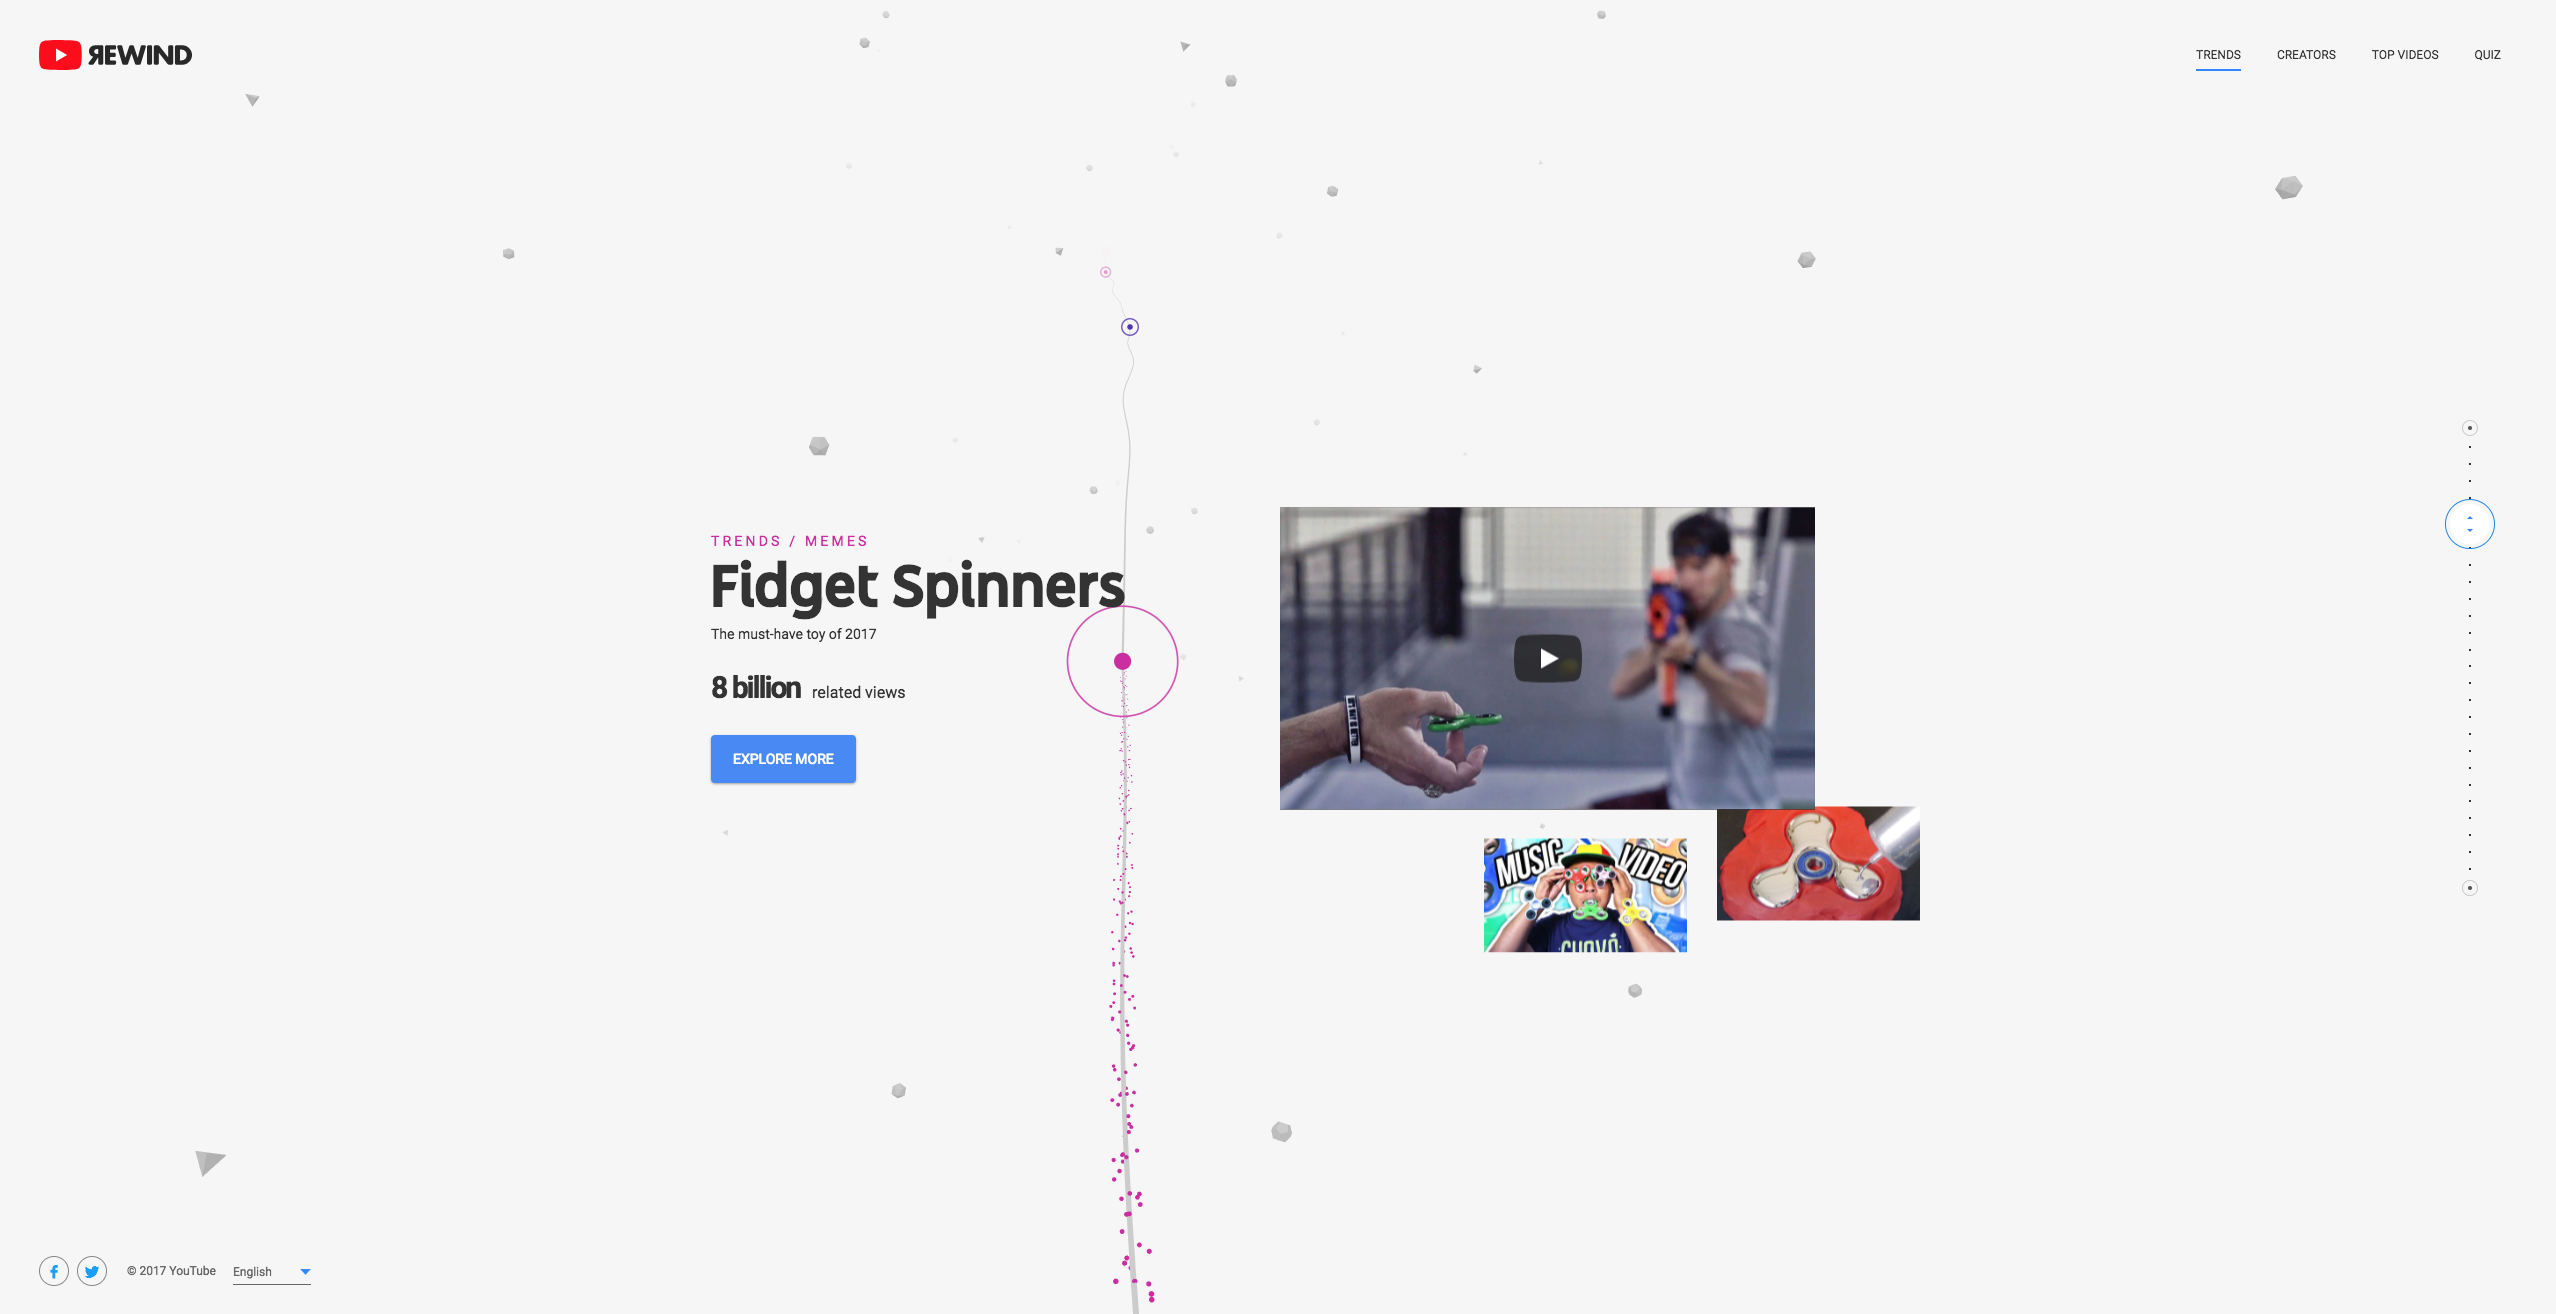 ЯEWIND
TRENDS
CREATORS
TOP VIDEOS
QUIZ
TRENDS / MEMES
Fidget Spinners
The must-have toy of 2017
8 billion related views
EXPLORE MORE
MUSIC VIDEO
© 2017 YouTube
English